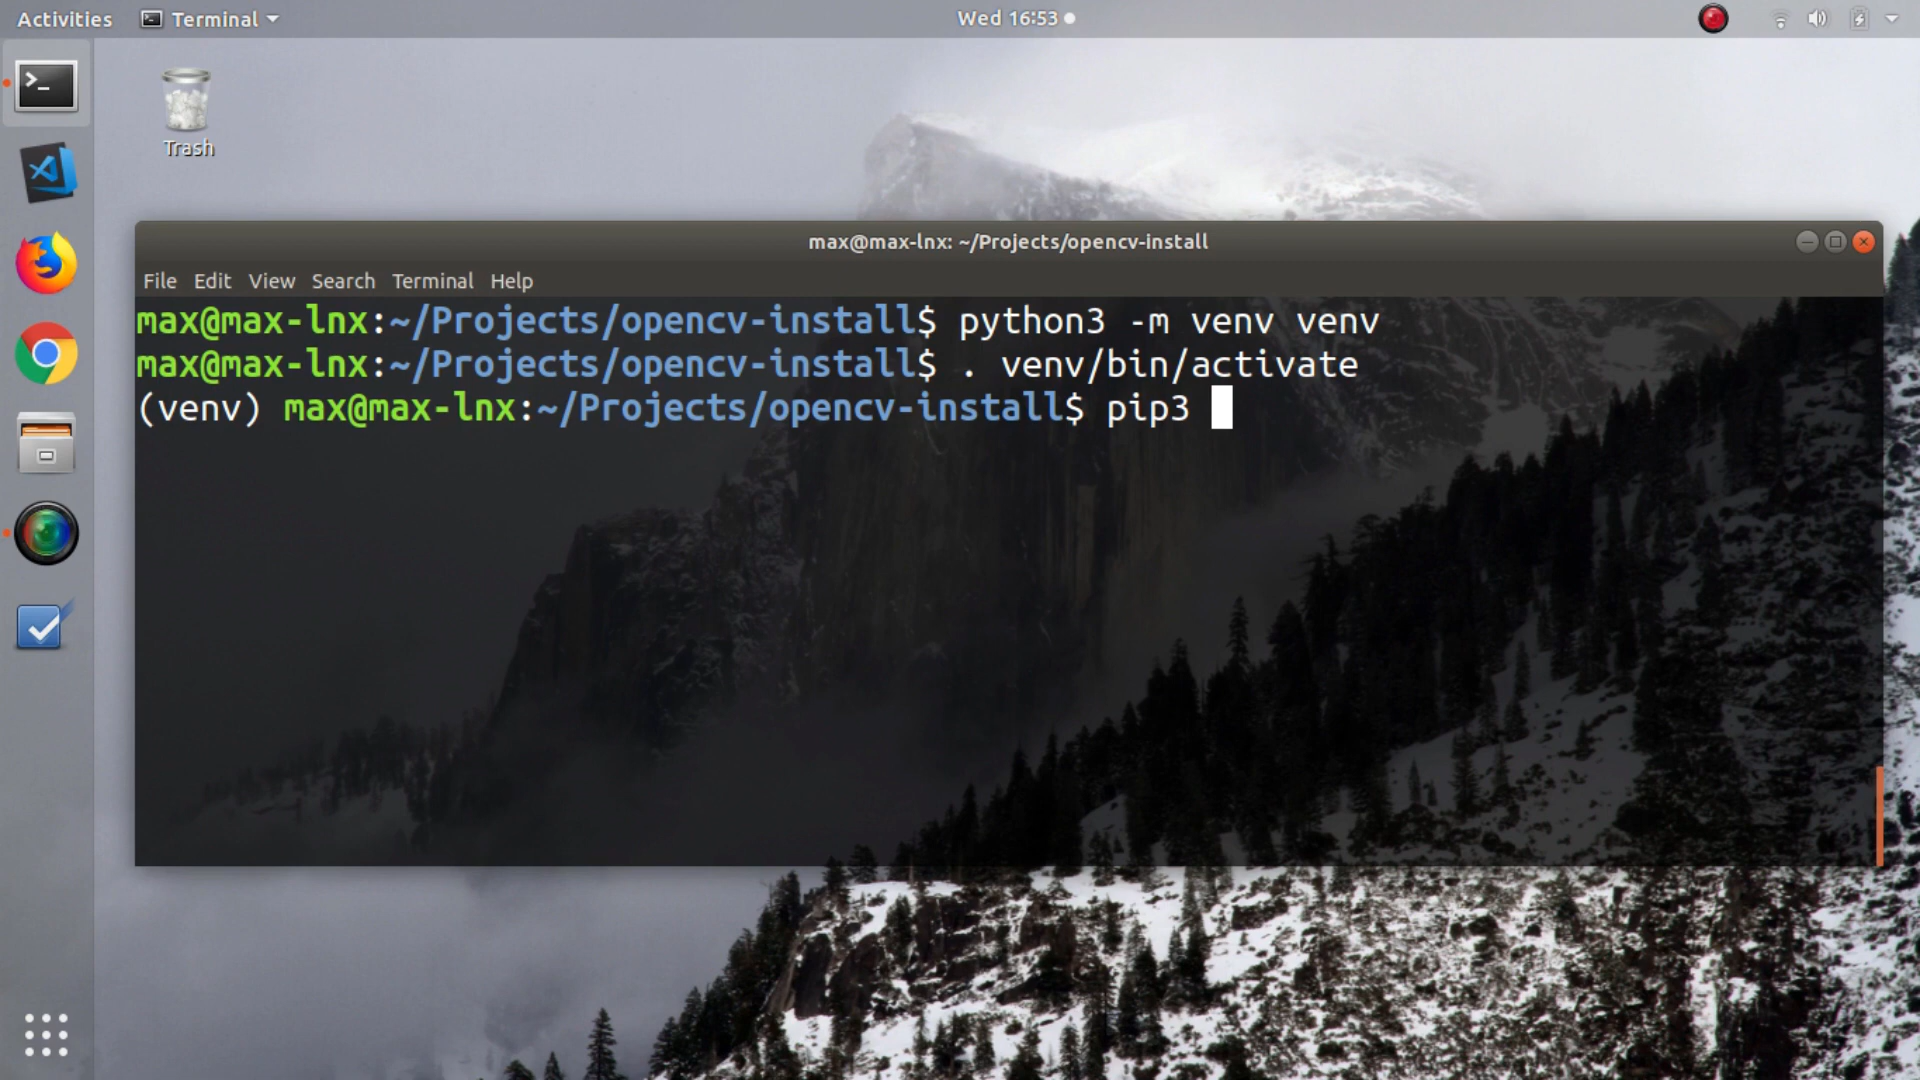 Activities Terminal Wed 16:53
Trash
max@max-lnx: ~/Projects/opencv-install
File Edit View Search Terminal Help
max@max-lnx:~/Projects/opencv-install$ python3 -m venv venv
max@max-lnx:~/Projects/opencv-install$ . venv/bin/activate
(venv) max@max-lnx:~/Projects/opencv-install$ pip3